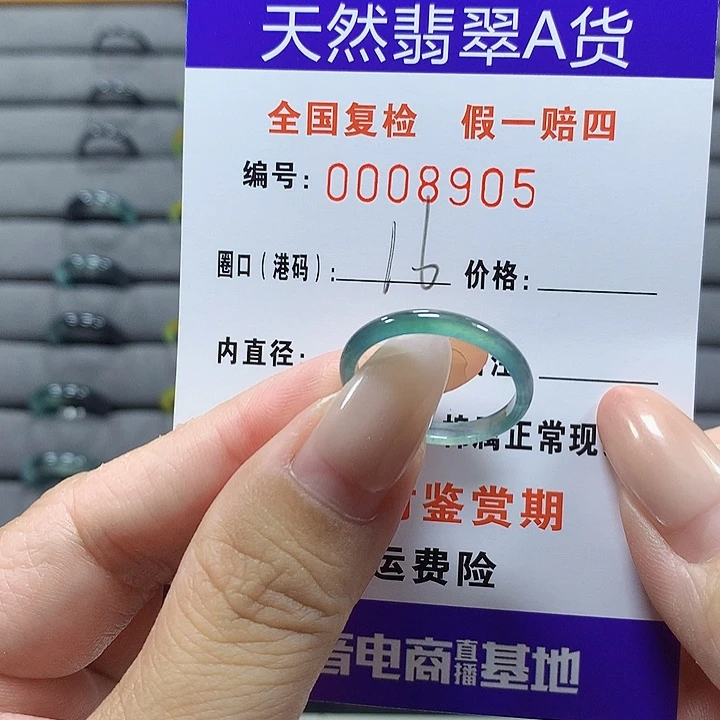 天然翡翠A货
全国复检 假一赔四
编号: 0008905
圈口(港码): 16 价格:
内直径:
正常现
鉴赏期
运费险
电商直播基地